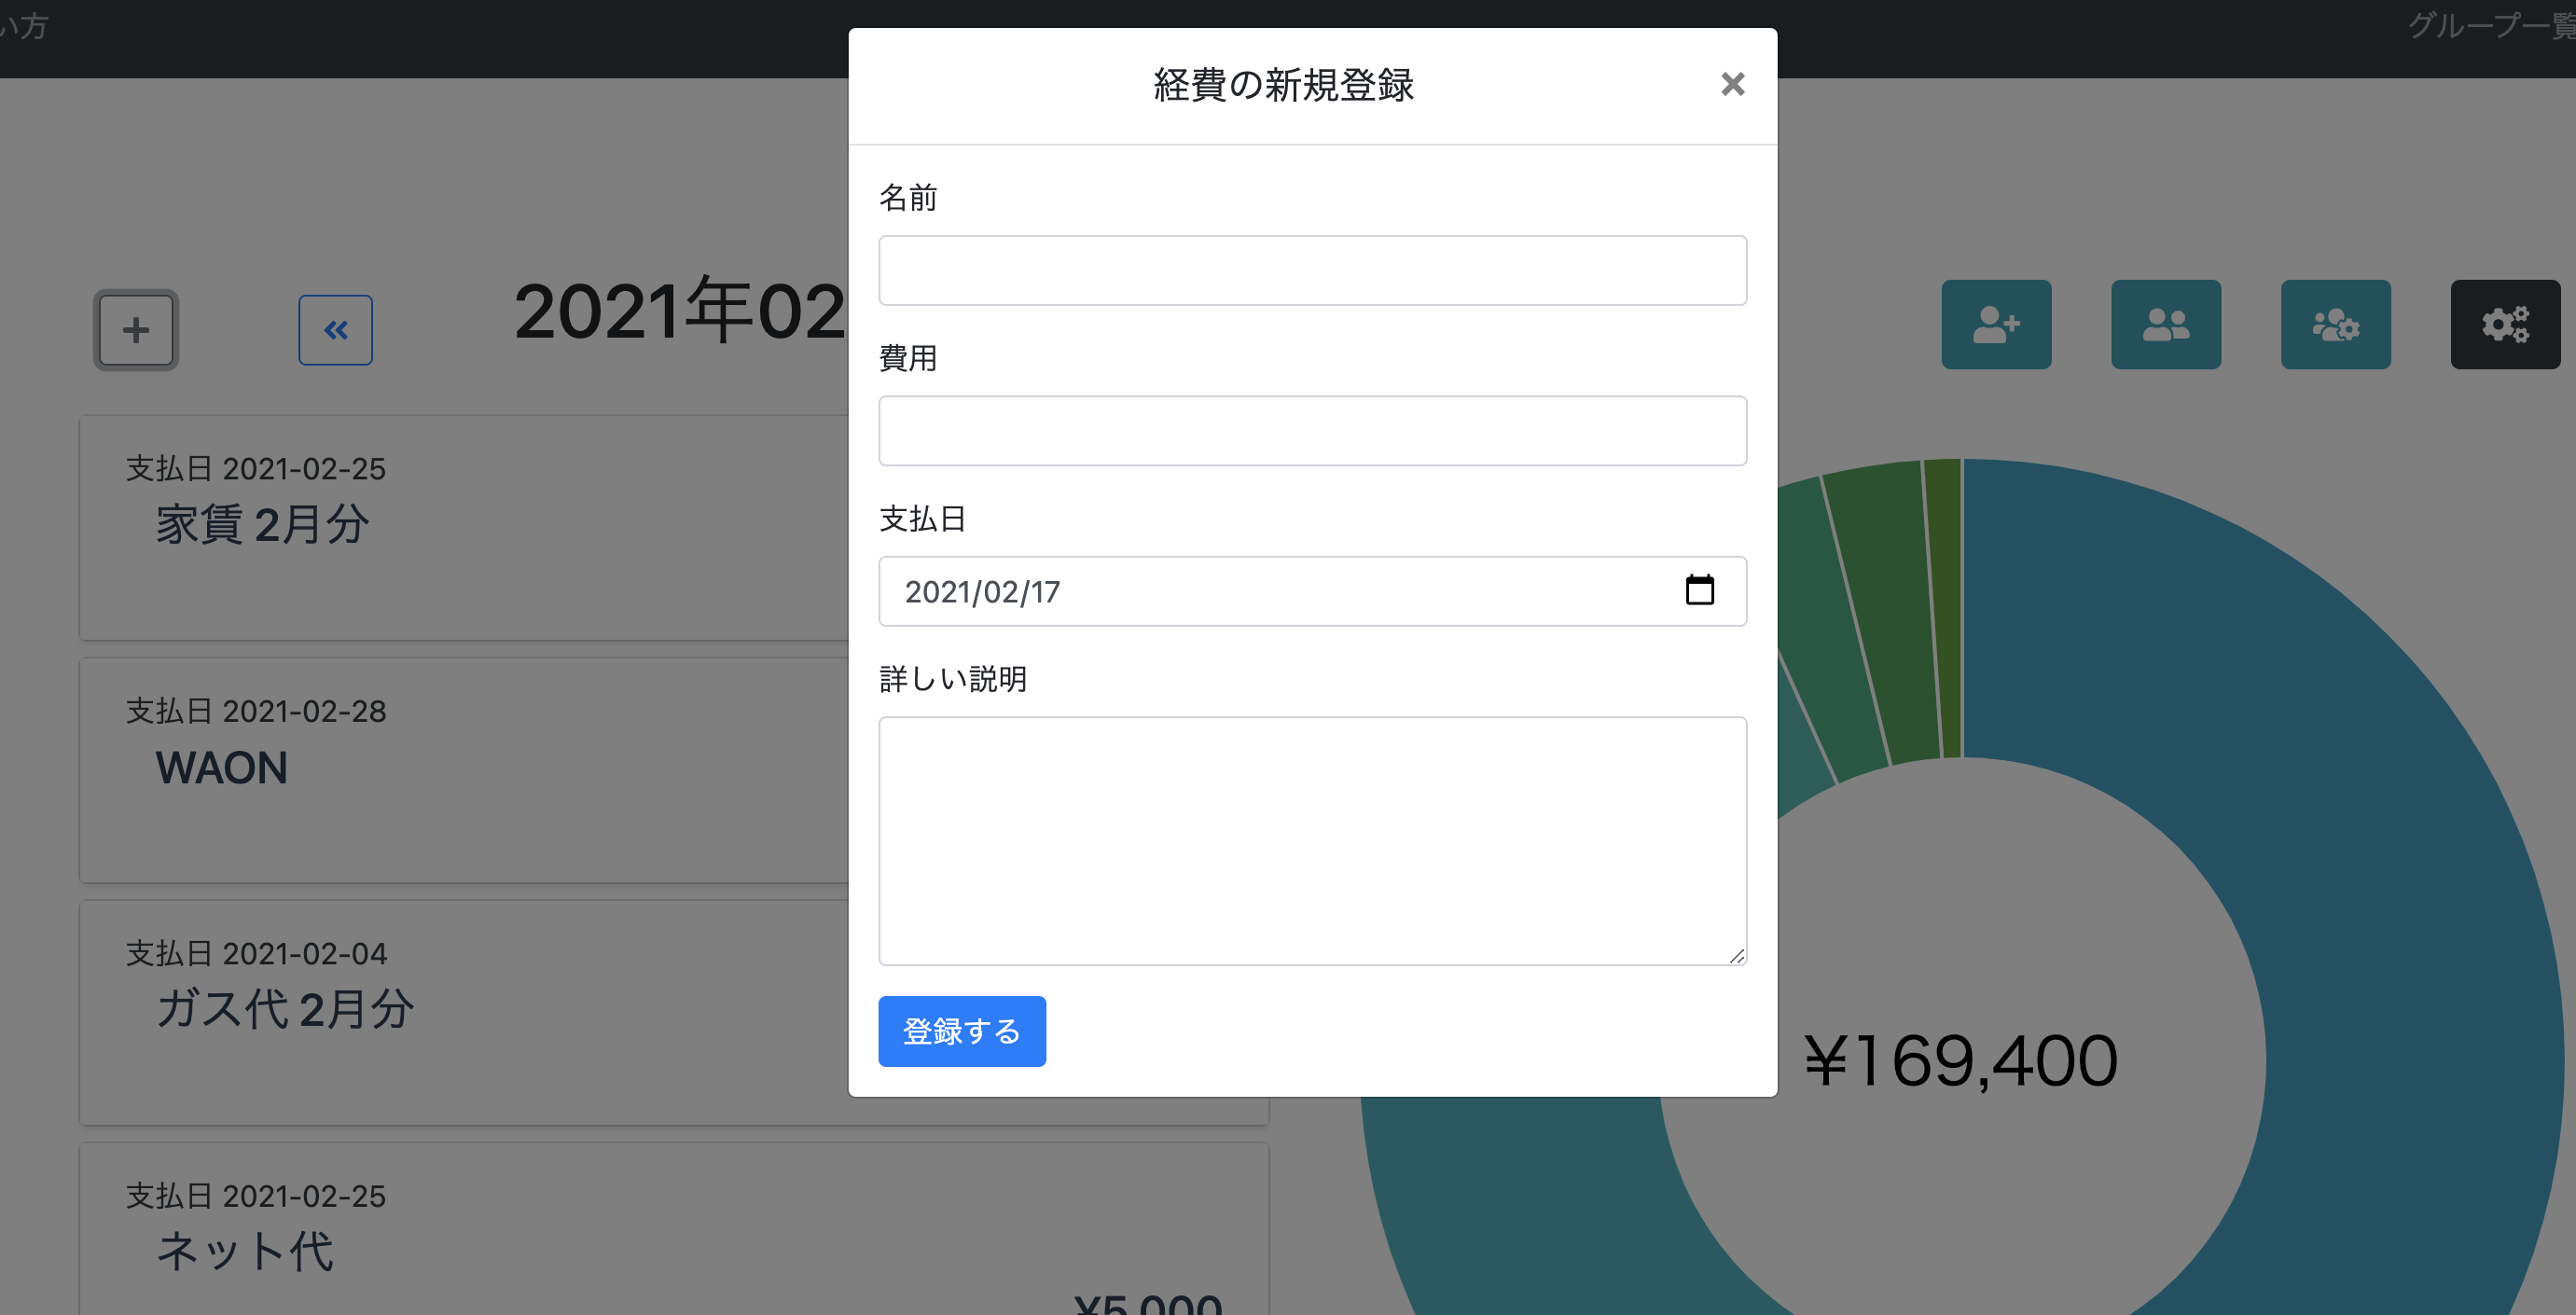 い方
グループ一覧
経費の新規登録
名前
費用
支払日
2021/02/17
詳しい説明
登録する
2021年02
支払日 2021-02-25
家賃 2月分
支払日 2021-02-28
WAON
支払日 2021-02-04
ガス代 2月分
支払日 2021-02-25
ネット代
¥5,000
¥169,400